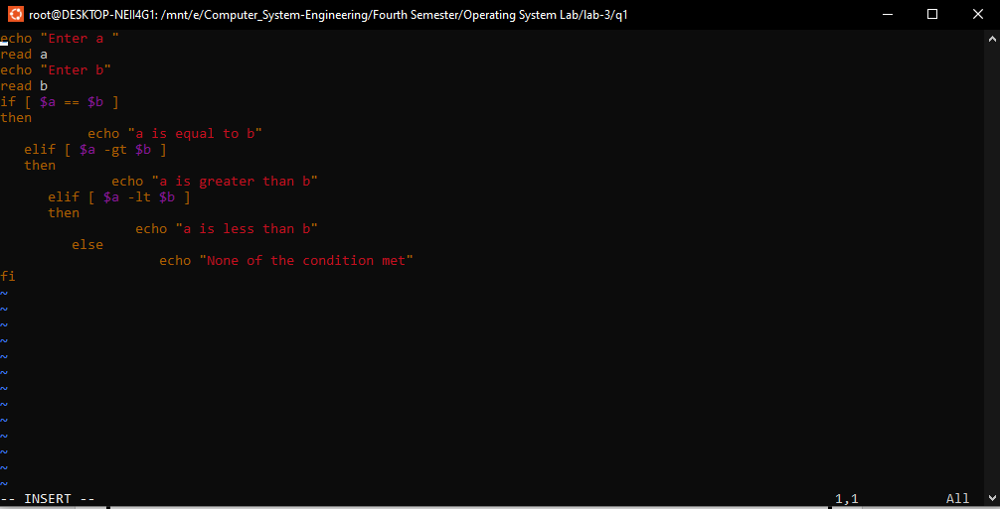 root@DESKTOP-NEII4G1: /mnt/e/Computer_System-Engineering/Fourth Semester/Operating System Lab/lab-3/q1
echo "Enter a "
read a
echo "Enter b"
read b
if [ $a == $b ]
then
           echo "a is equal to b"
   elif [ $a -gt $b ]
   then
              echo "a is greater than b"
      elif [ $a -lt $b ]
      then
                 echo "a is less than b"
         else
                    echo "None of the condition met"
fi
~
~
~
~
~
~
~
~
~
~
~
~
~
-- INSERT -- 1,1 All